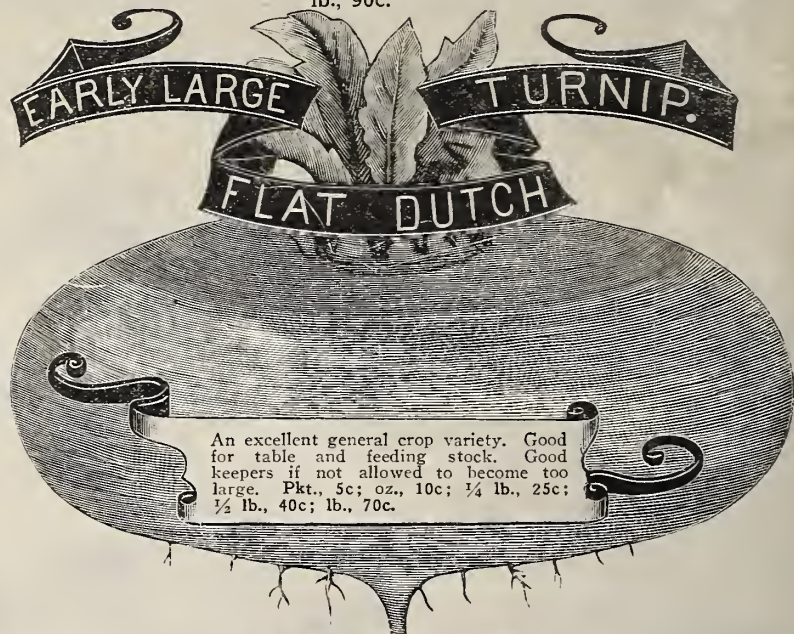 lb., 90c.
EARLY LARGE TURNIP.
FLAT DUTCH
An excellent general crop variety. Good
for table and feeding stock. Good
keepers if not allowed to become too
large. Pkt., 5c; oz., 10c; ¼ lb., 25c;
½ lb., 40c; lb., 70c.